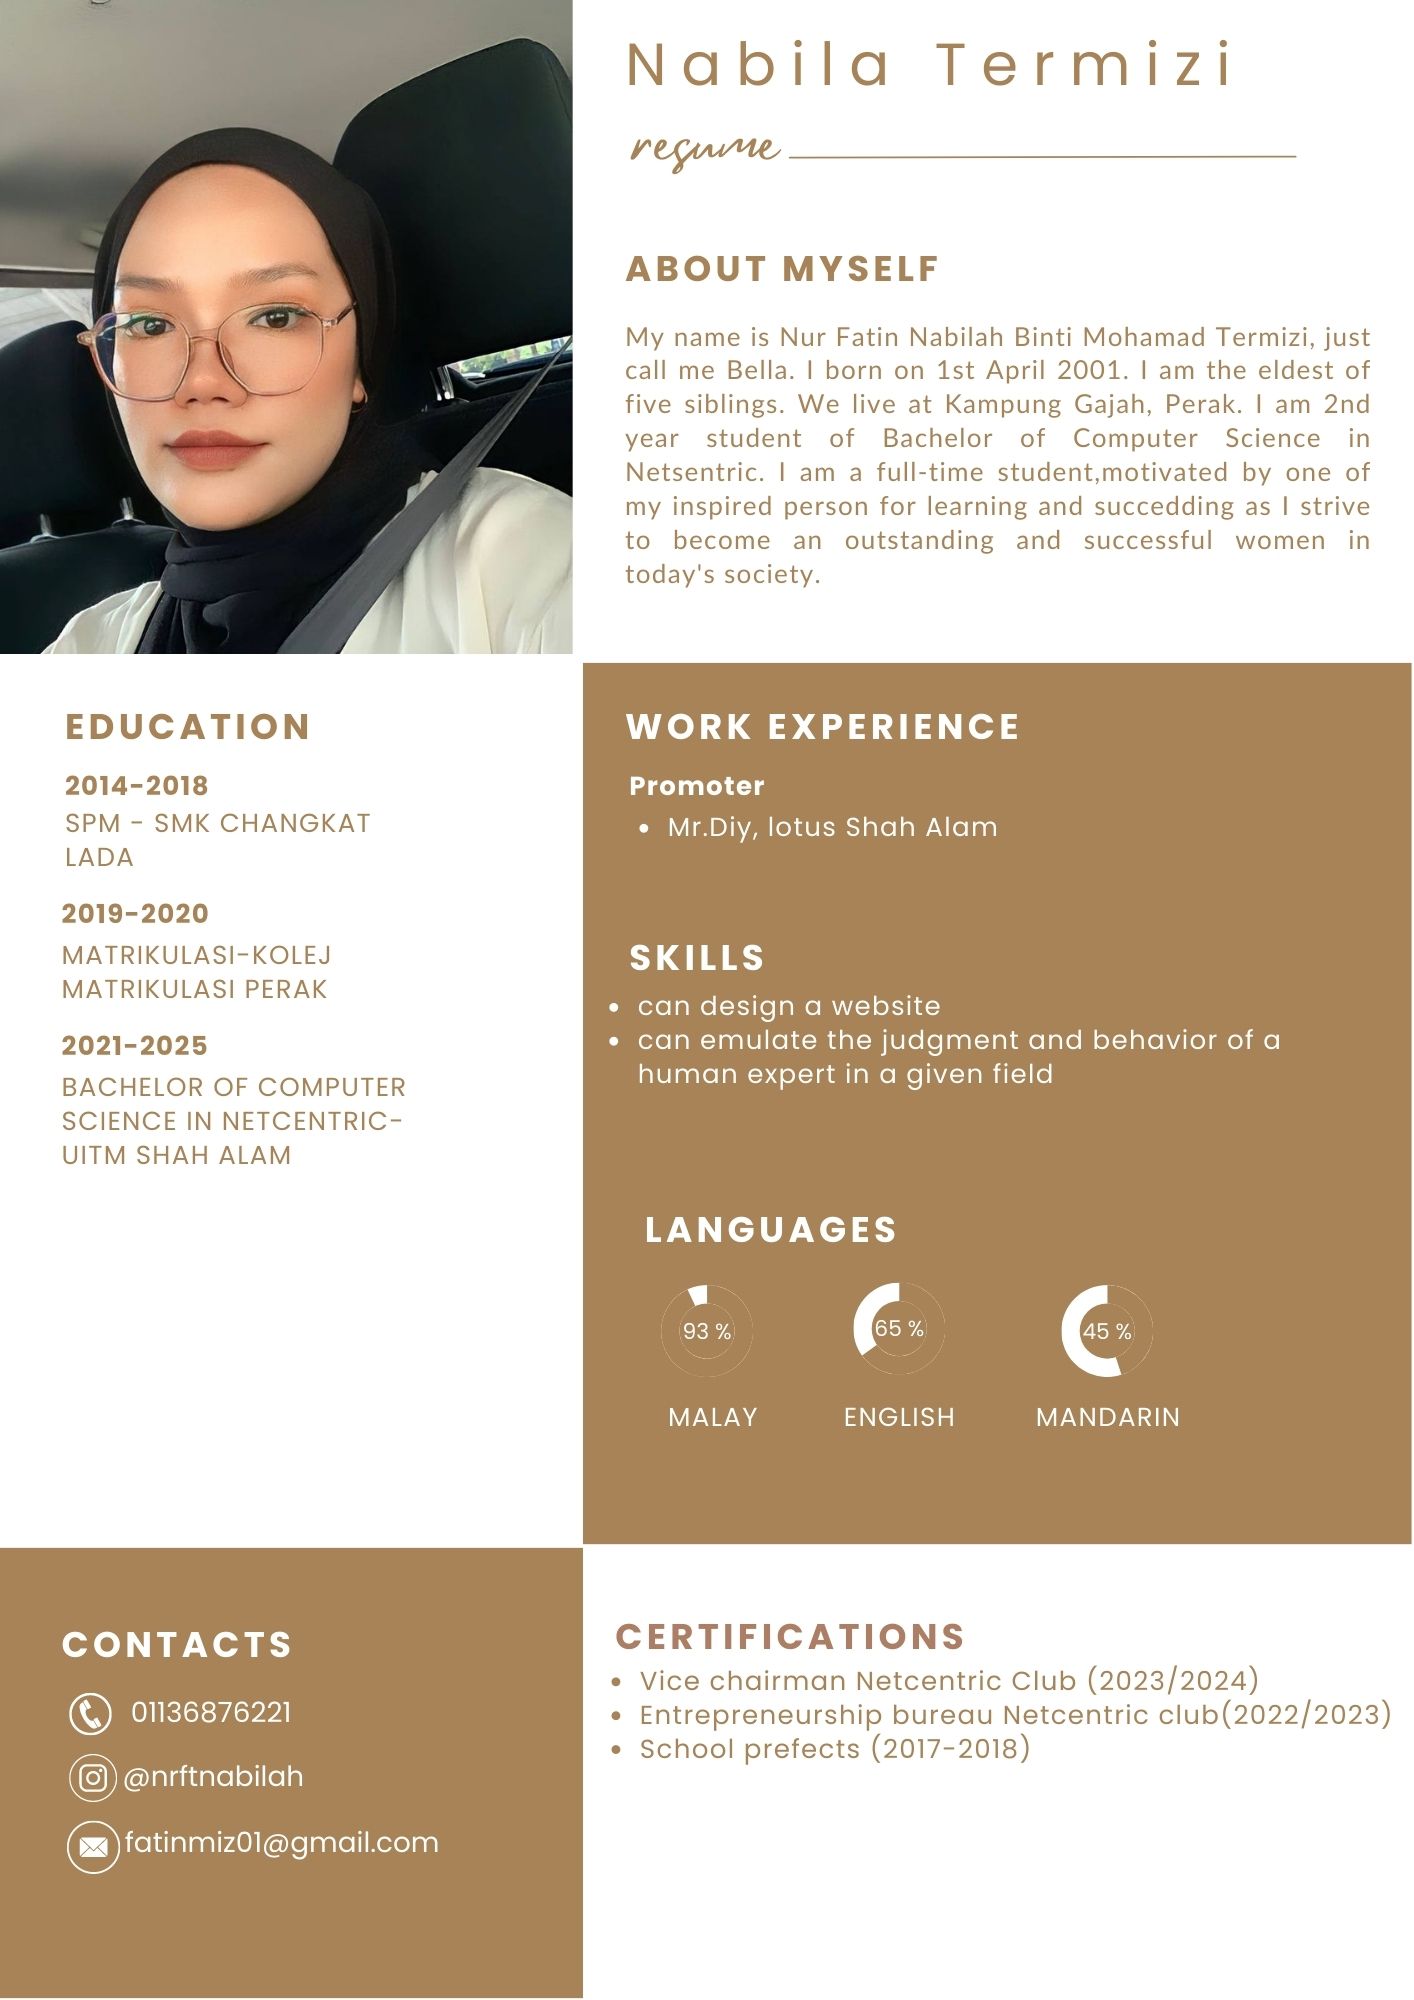 Nabila Termizi
resume
ABOUT MYSELF
My name is Nur Fatin Nabilah Binti Mohamad Termizi, just
call me Bella. I born on 1st April 2001. I am the eldest of
five siblings. We live at Kampung Gajah, Perak. I am 2nd
year student of Bachelor of Computer Science in
Netsentric. I am a full-time student,motivated by one of
my inspired person for learning and succedding as I strive
to become an outstanding and successful women in
today's society.
EDUCATION
2014-2018
SPM - SMK CHANGKAT
LADA
2019-2020
MATRIKULASI-KOLEJ
MATRIKULASI PERAK
2021-2025
BACHELOR OF COMPUTER
SCIENCE IN NETCENTRIC-
UITM SHAH ALAM
WORK EXPERIENCE
Promoter
• Mr.Diy, lotus Shah Alam
SKILLS
• can design a website
• can emulate the judgment and behavior of a
human expert in a given field
LANGUAGES
93 % 65 % 45 %
MALAY ENGLISH MANDARIN
CONTACTS
01136876221
@nrftnabilah
fatinmiz01@gmail.com
CERTIFICATIONS
• Vice chairman Netcentric Club (2023/2024)
• Entrepreneurship bureau Netcentric club(2022/2023)
• School prefects (2017-2018)